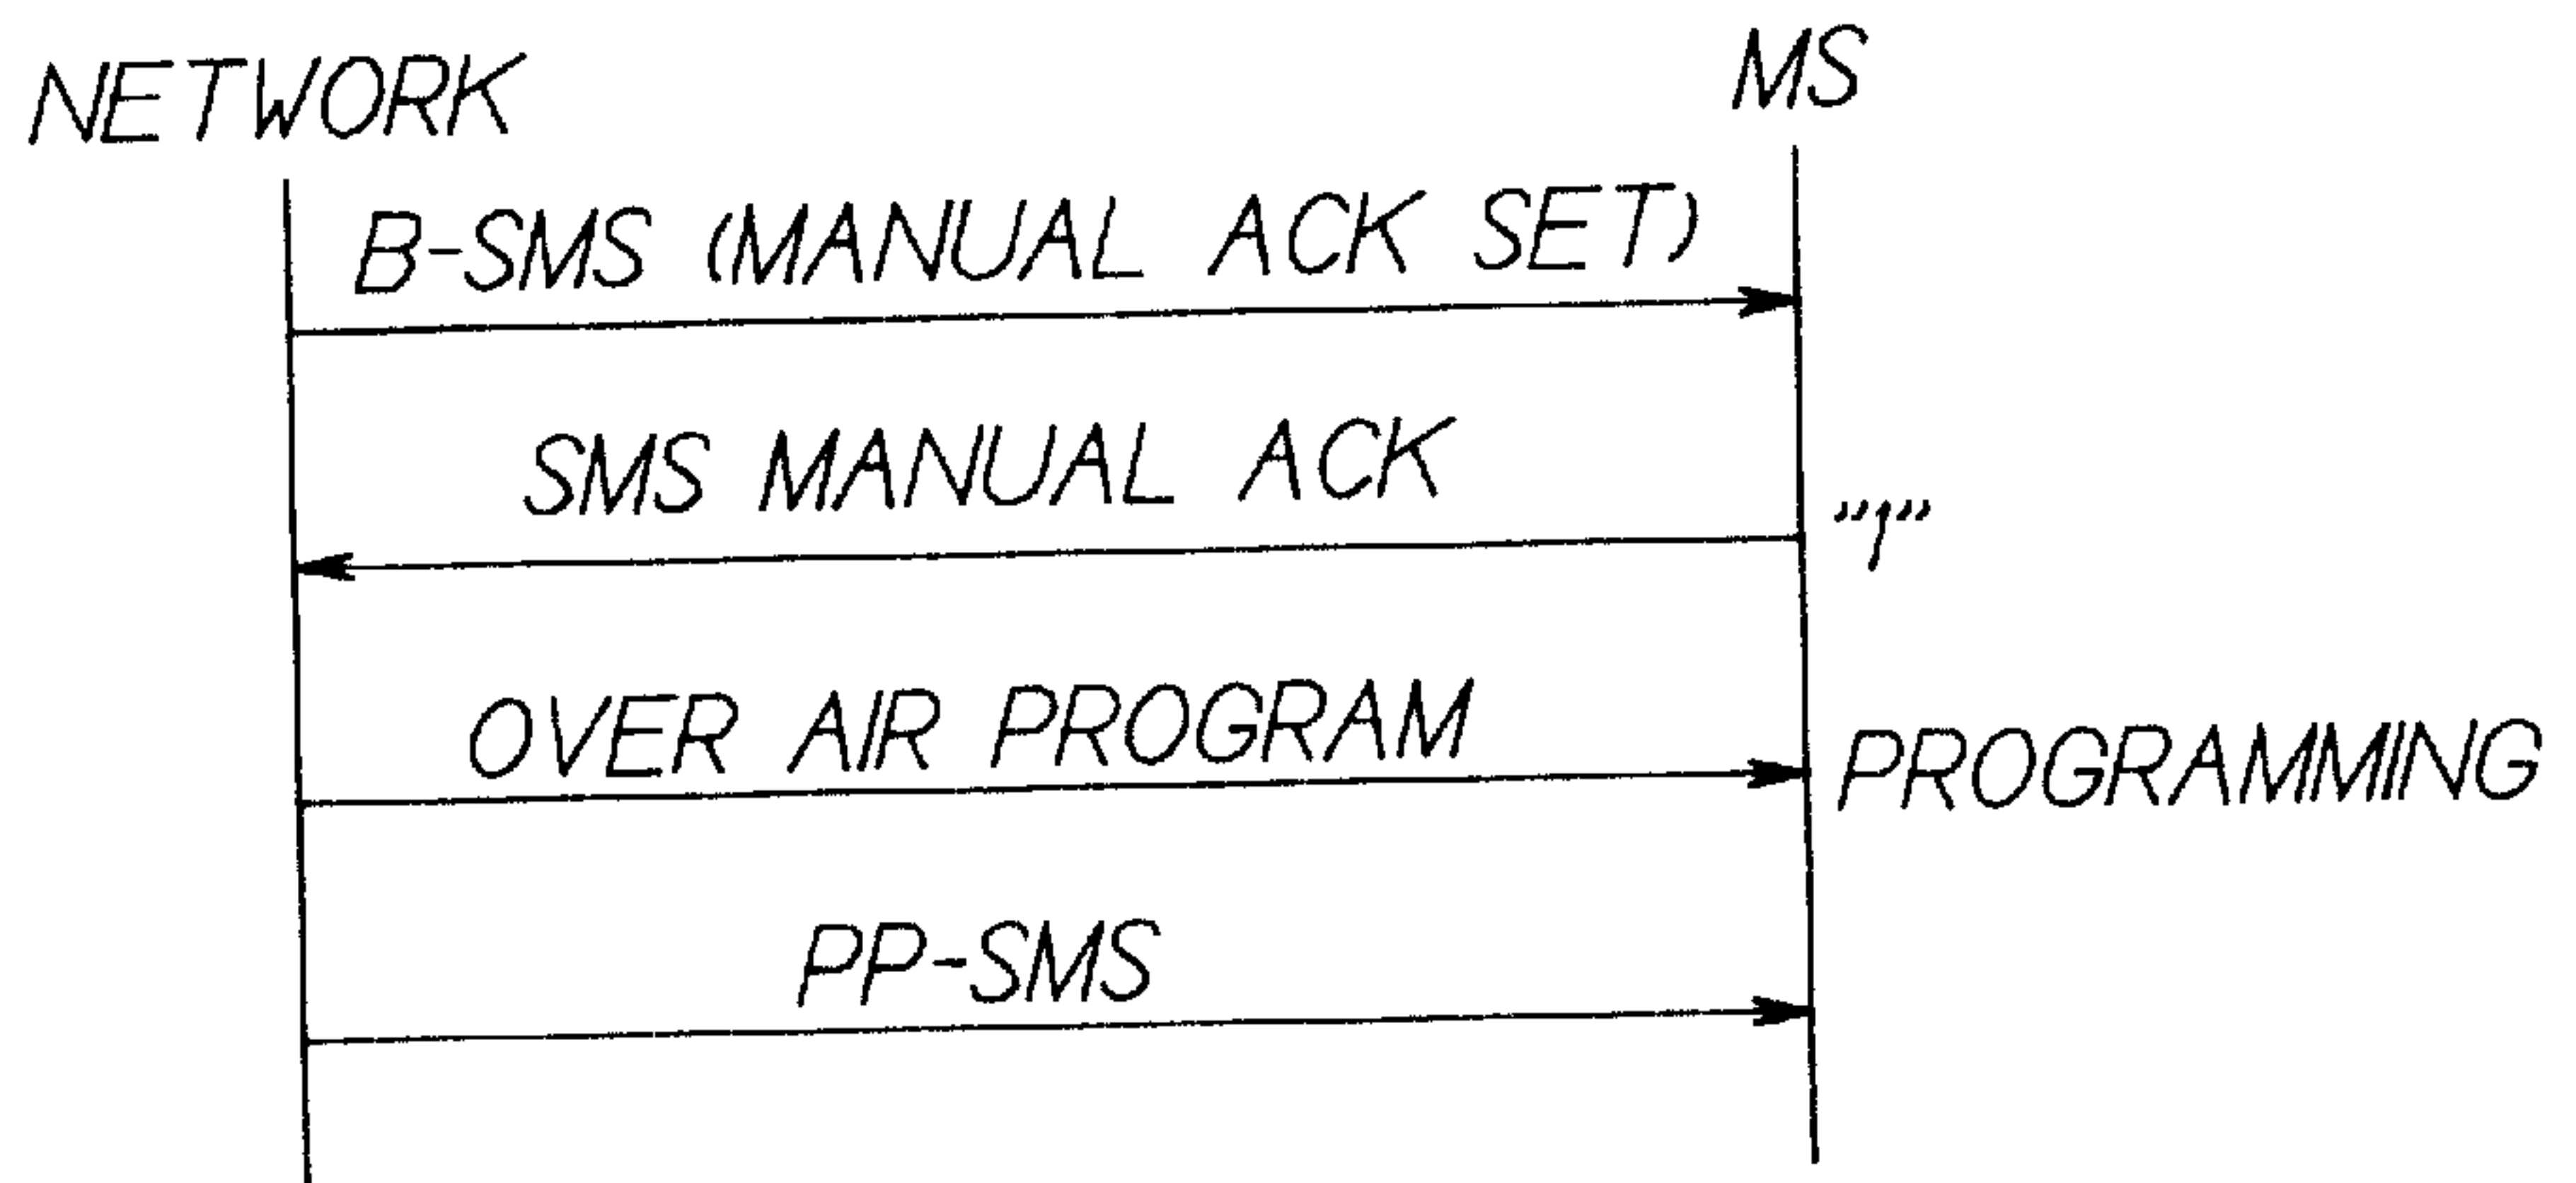 NETWORK
MS
B-SMS (MANUAL ACK SET)
SMS MANUAL ACK
"1"
OVER AIR PROGRAM
PROGRAMMING
PP-SMS